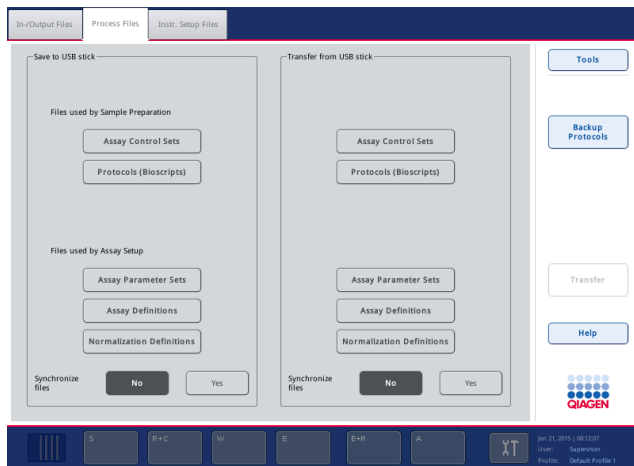 In-/Output Files
Process Files
Instr. Setup Files
Save to USB stick
Transfer from USB stick
Tools
Files used by Sample Preparation
Backup
Protocols
Assay Control Sets
Assay Control Sets
Protocols (Bioscripts)
Protocols (Bioscripts)
Files used by Assay Setup
Assay Parameter Sets
Assay Parameter Sets
Transfer
Assay Definitions
Assay Definitions
Normalization Definitions
Normalization Definitions
Help
Synchronize
files
No
Yes
Synchronize
files
No
Yes
QIAGEN
S
R+C
W
E
E+R
A
Jan 21, 2015 | 08:12:07
User: Supervisor
Profile: Default Profile 1